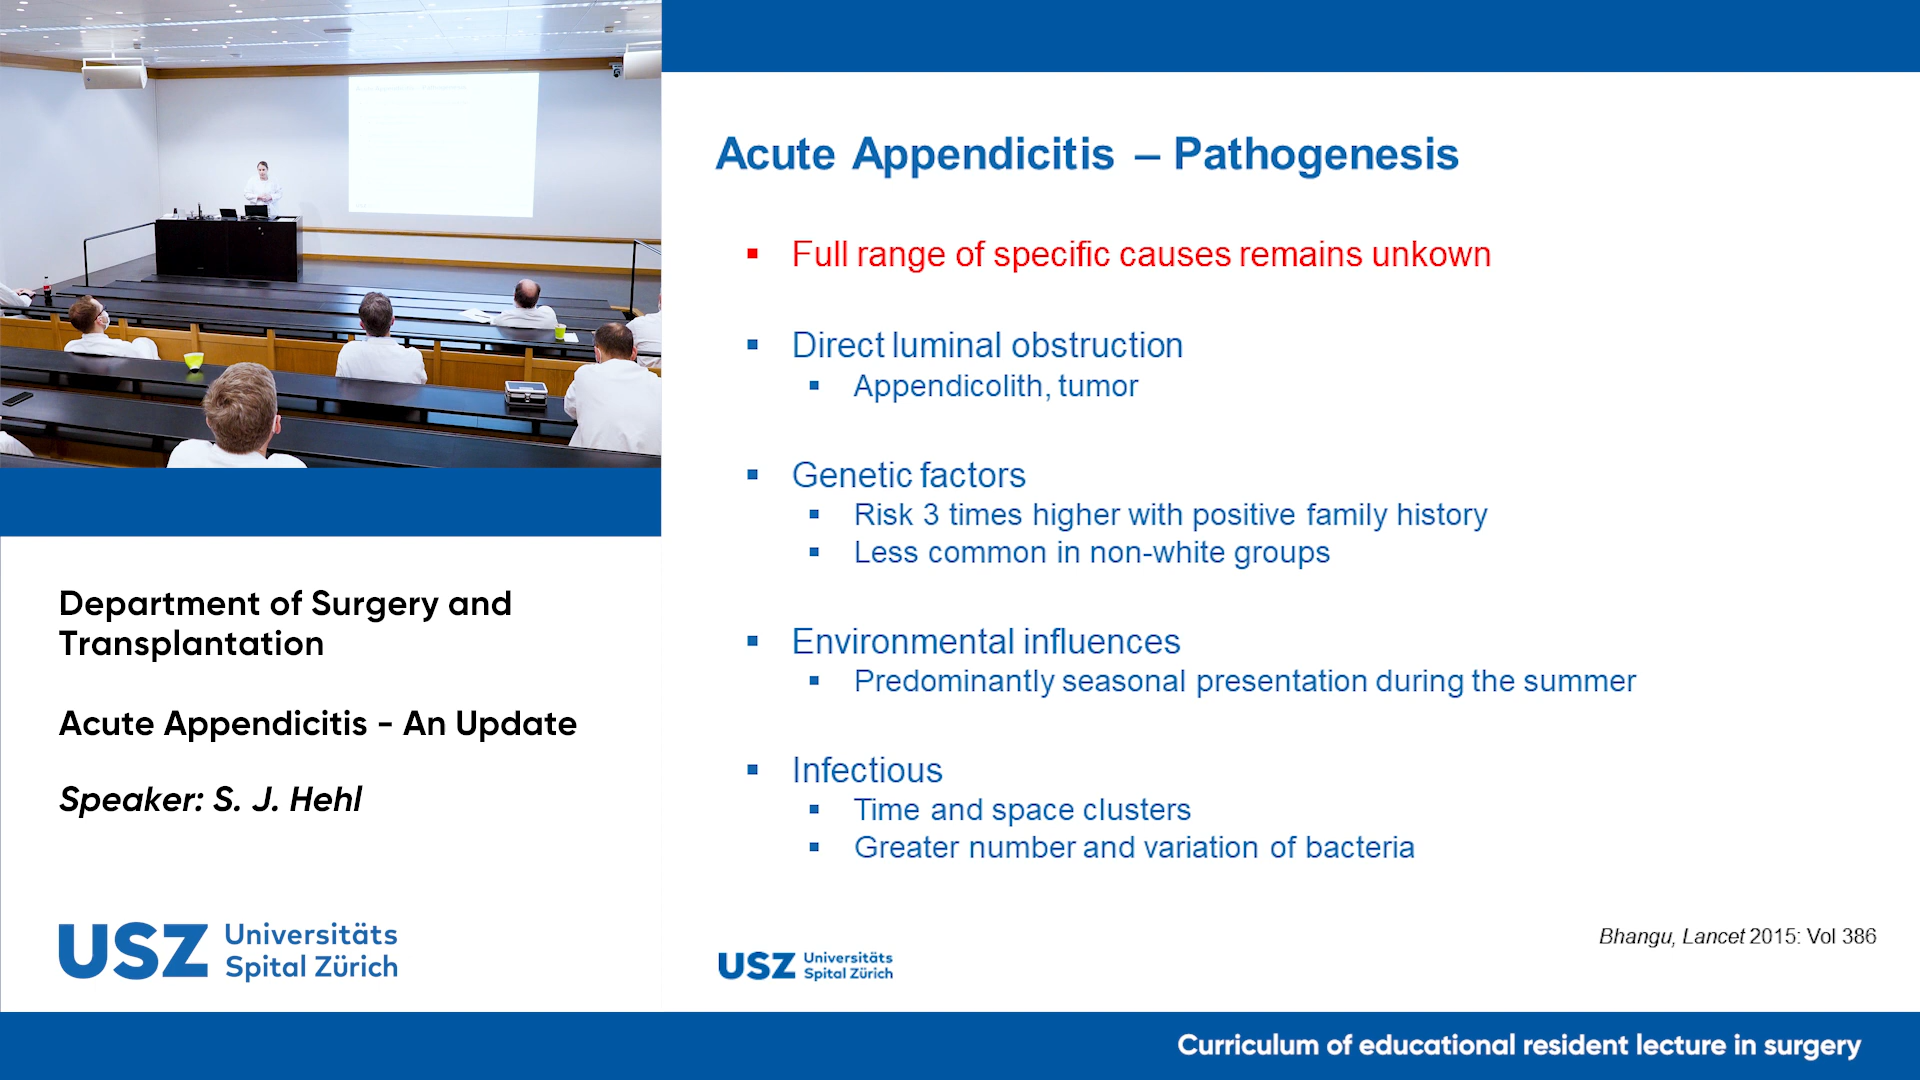 Acute Appendicitis – Pathogenesis
Full range of specific causes remains unkown
Direct luminal obstruction
Appendicolith, tumor
Genetic factors
Risk 3 times higher with positive family history
Less common in non-white groups
Environmental influences
Predominantly seasonal presentation during the summer
Infectious
Time and space clusters
Greater number and variation of bacteria
Bhangu, Lancet 2015: Vol 386
USZ Universitäts
Spital Zürich
Department of Surgery and
Transplantation
Acute Appendicitis - An Update
Speaker: S. J. Hehl
USZ Universitäts
Spital Zürich
Curriculum of educational resident lecture in surgery